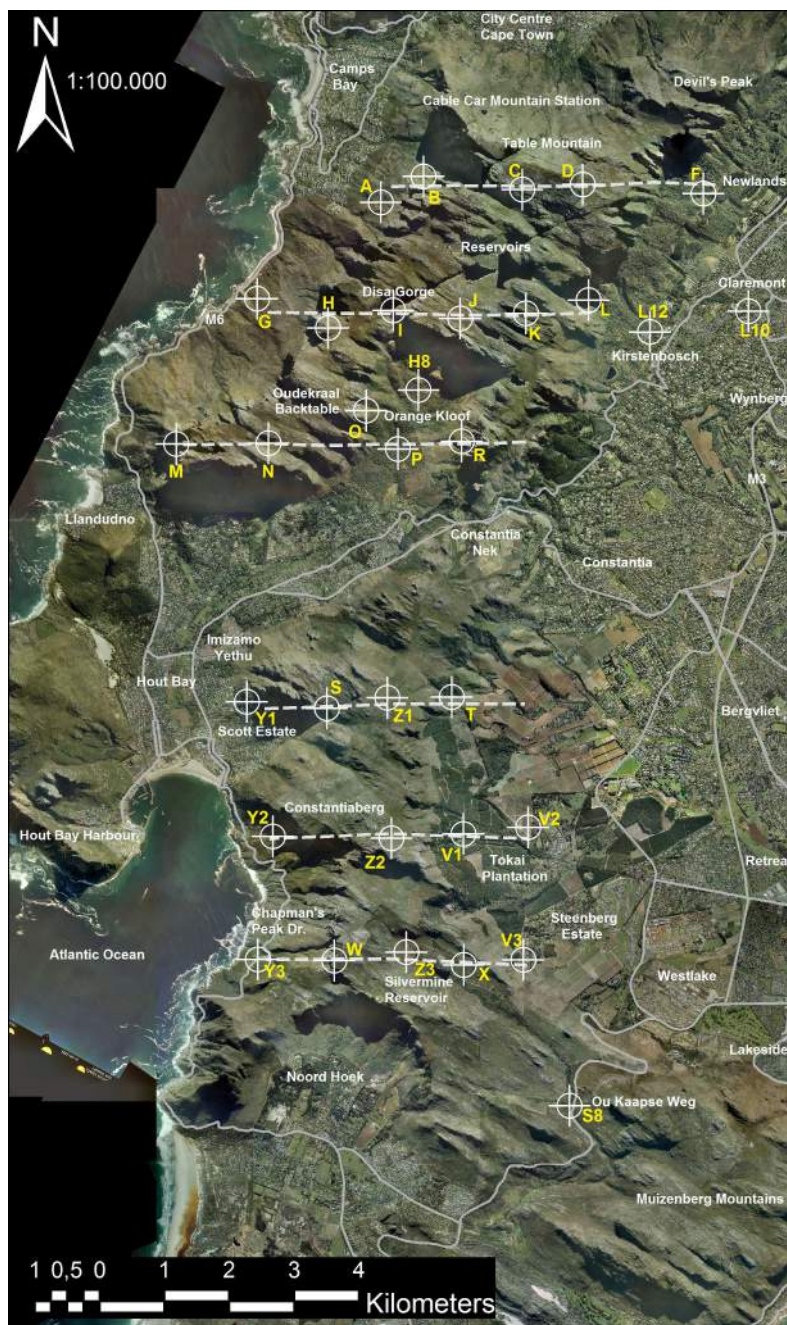 City Centre
Cape Town
N
1:100.000
Camps
Bay
Devil's Peak
Cable Car Mountain Station
Table Mountain
A
B
C
D
F
Newlands
Reservoirs
Disa Gorge
Claremont
G
H
I
J
K
L
L12
L10
M6
Kirstenbosch
H8
Oudekraal
Backtable
O
Orange Kloof
Wynberg
M
N
P
R
M3
Llandudno
Constantia
Nek
Constantia
Imizamo
Yethu
Hout Bay
S
Z1
T
Y1
Scott Estate
Bergvliet
Constantiaberg
Y2
Z2
V1
V2
Hout Bay Harbour
Tokai
Plantation
Retrea
Chapman's
Peak Dr.
Steenberg
Estate
Atlantic Ocean
Y3
W
Z3
X
V3
Silvermine
Reservoir
Westlake
Lakeside
Noord Hoek
Ou Kaapse Weg
S8
Muizenberg Mountains
1 0,5 0 1 2 3 4
Kilometers